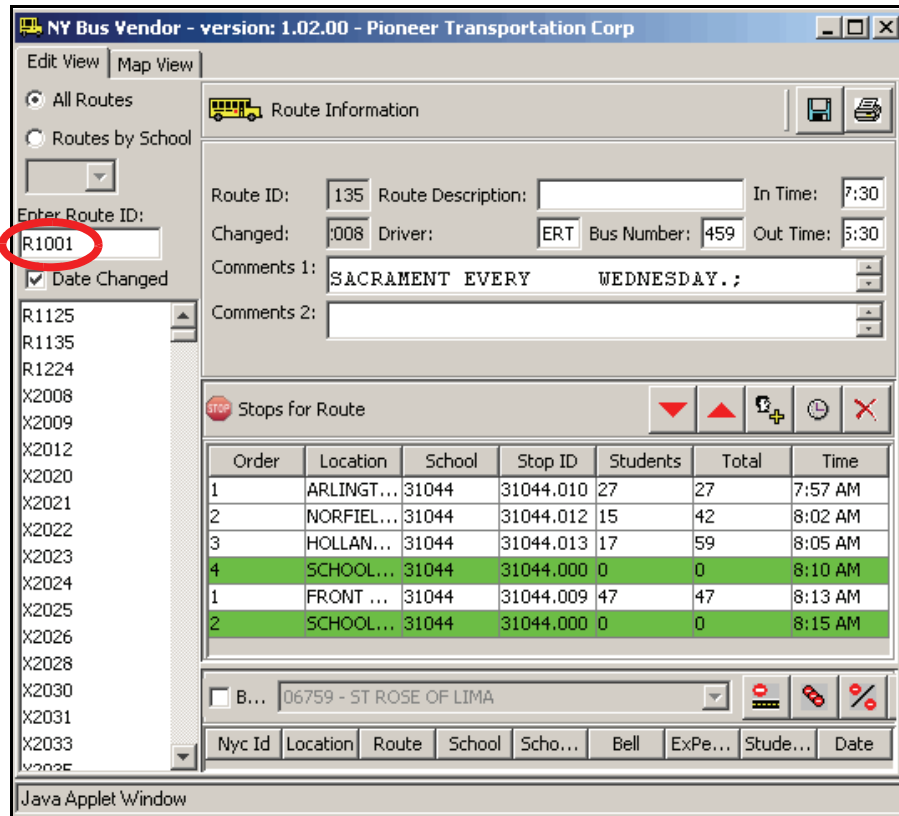 NY Bus Vendor - version: 1.02.00 - Pioneer Transportation Corp
Edit View Map View
All Routes
Routes by School
Enter Route ID:
R1001
Date Changed
R1125
R1135
R1224
X2008
X2009
X2012
X2020
X2021
X2022
X2023
X2024
X2025
X2026
X2028
X2030
X2031
X2033
Route Information
Route ID: 135 Route Description: In Time: 7:30
Changed: :008 Driver: ERT Bus Number: 459 Out Time: 5:30
Comments 1: SACRAMENT EVERY WEDNESDAY.;
Comments 2:
STOP Stops for Route
Order Location School Stop ID Students Total Time
1 ARLINGT... 31044 31044.010 27 27 7:57 AM
2 NORFIEL... 31044 31044.012 15 42 8:02 AM
3 HOLLAN... 31044 31044.013 17 59 8:05 AM
4 SCHOOL... 31044 31044.000 0 0 8:10 AM
1 FRONT ... 31044 31044.009 47 47 8:13 AM
2 SCHOOL... 31044 31044.000 0 0 8:15 AM
B... 06759 - ST ROSE OF LIMA
Nyc Id Location Route School Scho... Bell ExPe... Stude... Date
Java Applet Window